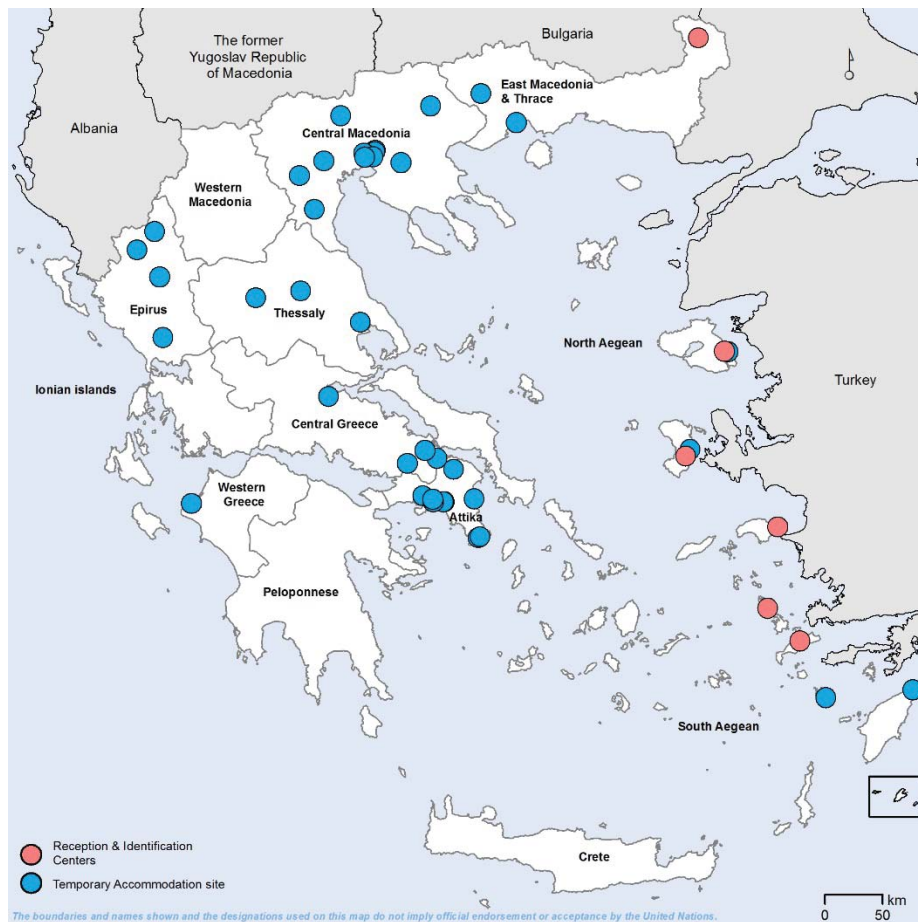 Bulgaria
The former
Yugoslav Republic
of Macedonia
East Macedonia
& Thrace
Albania
Central Macedonia
Western
Macedonia
Epirus
Thessaly
North Aegean
Turkey
Ionian islands
Central Greece
Western
Greece
Attika
Peloponnese
South Aegean
Crete
Reception & Identification
Centers
Temporary Accommodation site
km
0 50
The boundaries and names shown and the designations used on this map do not imply official endorsement or acceptance by the United Nations.